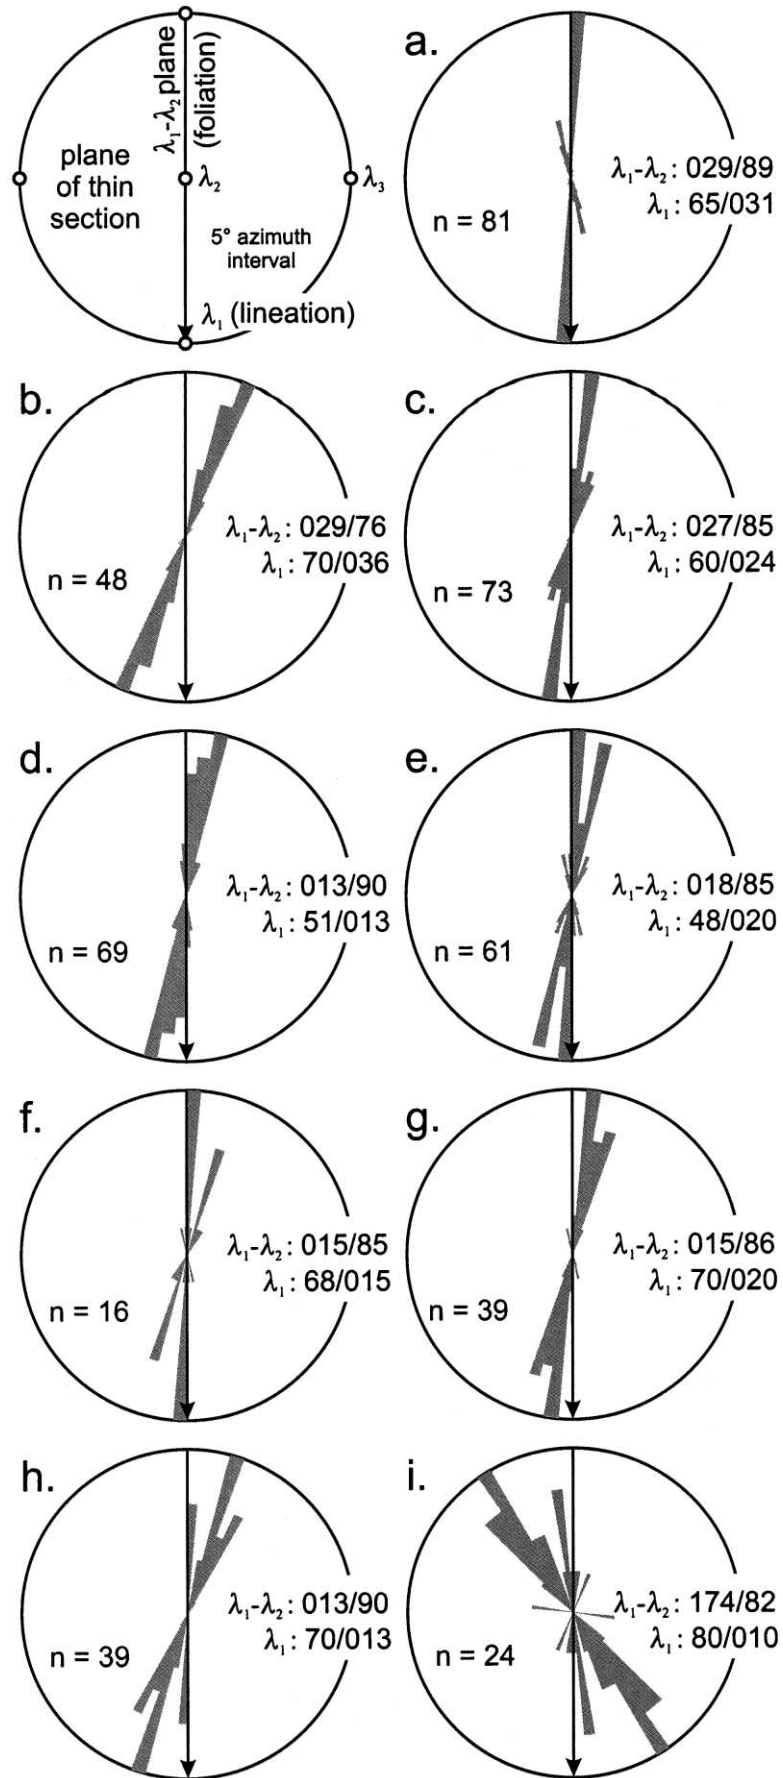 λ₁-λ₂ plane
(foliation)
plane
of thin
section
λ₂
λ₃
5° azimuth
interval
λ₁ (lineation)
a.
λ₁-λ₂: 029/89
λ₁: 65/031
n = 81
b.
λ₁-λ₂: 029/76
λ₁: 70/036
n = 48
c.
λ₁-λ₂: 027/85
λ₁: 60/024
n = 73
d.
λ₁-λ₂: 013/90
λ₁: 51/013
n = 69
e.
λ₁-λ₂: 018/85
λ₁: 48/020
n = 61
f.
λ₁-λ₂: 015/85
λ₁: 68/015
n = 16
g.
λ₁-λ₂: 015/86
λ₁: 70/020
n = 39
h.
λ₁-λ₂: 013/90
λ₁: 70/013
n = 39
i.
λ₁-λ₂: 174/82
λ₁: 80/010
n = 24